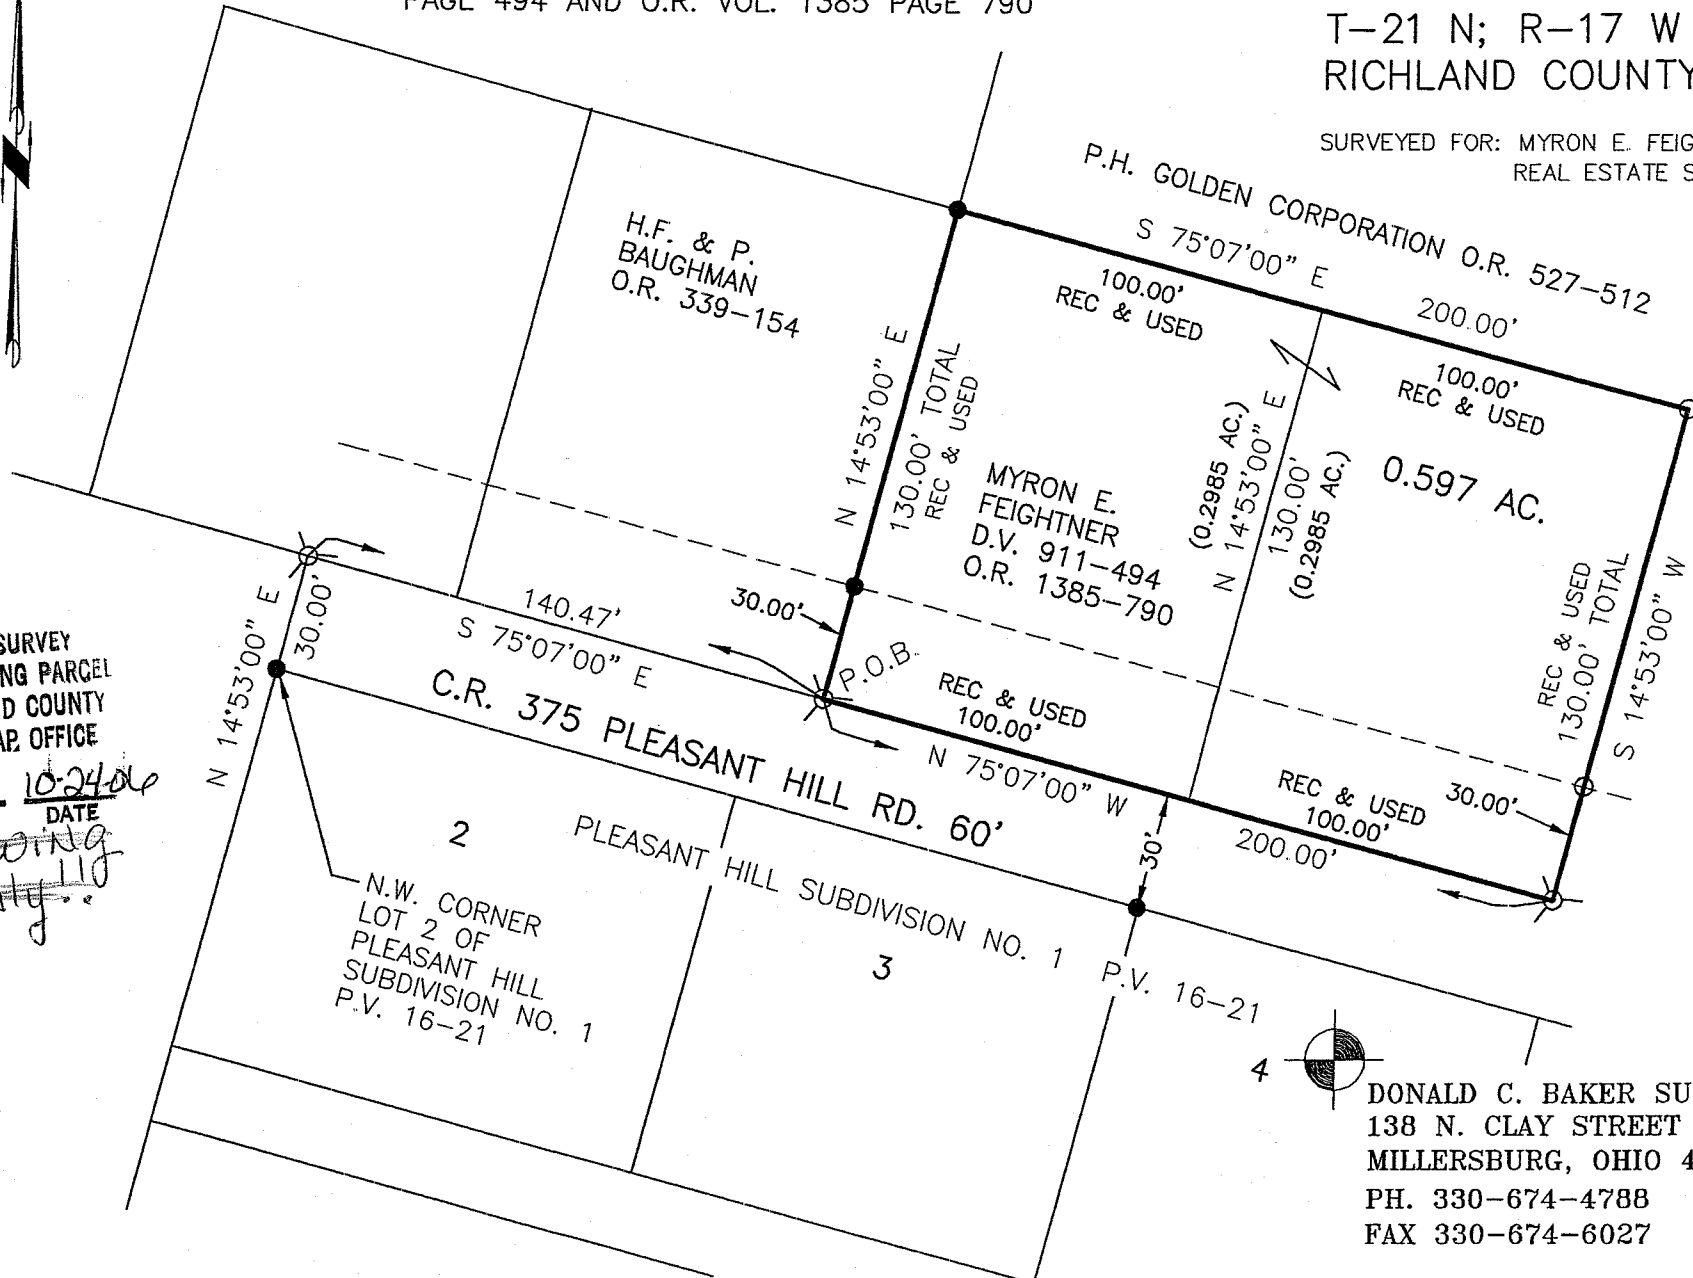 PAGE 494 AND O.R. VOL. 1385 PAGE 790
T-21 N; R-17 W
RICHLAND COUNTY
SURVEYED FOR: MYRON E. FEIG
REAL ESTATE S
P.H. GOLDEN CORPORATION O.R. 527-512
S 75°07'00" E
200.00'
100.00'
REC & USED
100.00'
REC & USED
H.F. & P.
BAUGHMAN
O.R. 339-154
N 14°53'00" E
130.00' TOTAL
REC & USED
MYRON E.
FEIGHTNER
D.V. 911-494
O.R. 1385-790
(0.2985 AC.)
N 14°53'00" E
130.00'
(0.2985 AC.)
0.597 AC.
REC & USED
130.00' TOTAL
S 14°53'00" W
N 14°53'00" E
30.00'
140.47'
S 75°07'00" E
30.00'
P.O.B.
REC & USED
100.00'
N 75°07'00" W
REC & USED
100.00'
200.00'
30.00'
30'
C.R. 375 PLEASANT HILL RD. 60'
SURVEY
NG PARCEL
D COUNTY
AP. OFFICE
10-24-06
DATE
2
PLEASANT HILL SUBDIVISION NO. 1 P.V. 16-21
3
4
N.W. CORNER
LOT 2 OF
PLEASANT HILL
SUBDIVISION NO. 1
P.V. 16-21
DONALD C. BAKER SU
138 N. CLAY STREET
MILLERSBURG, OHIO 4
PH. 330-674-4788
FAX 330-674-6027